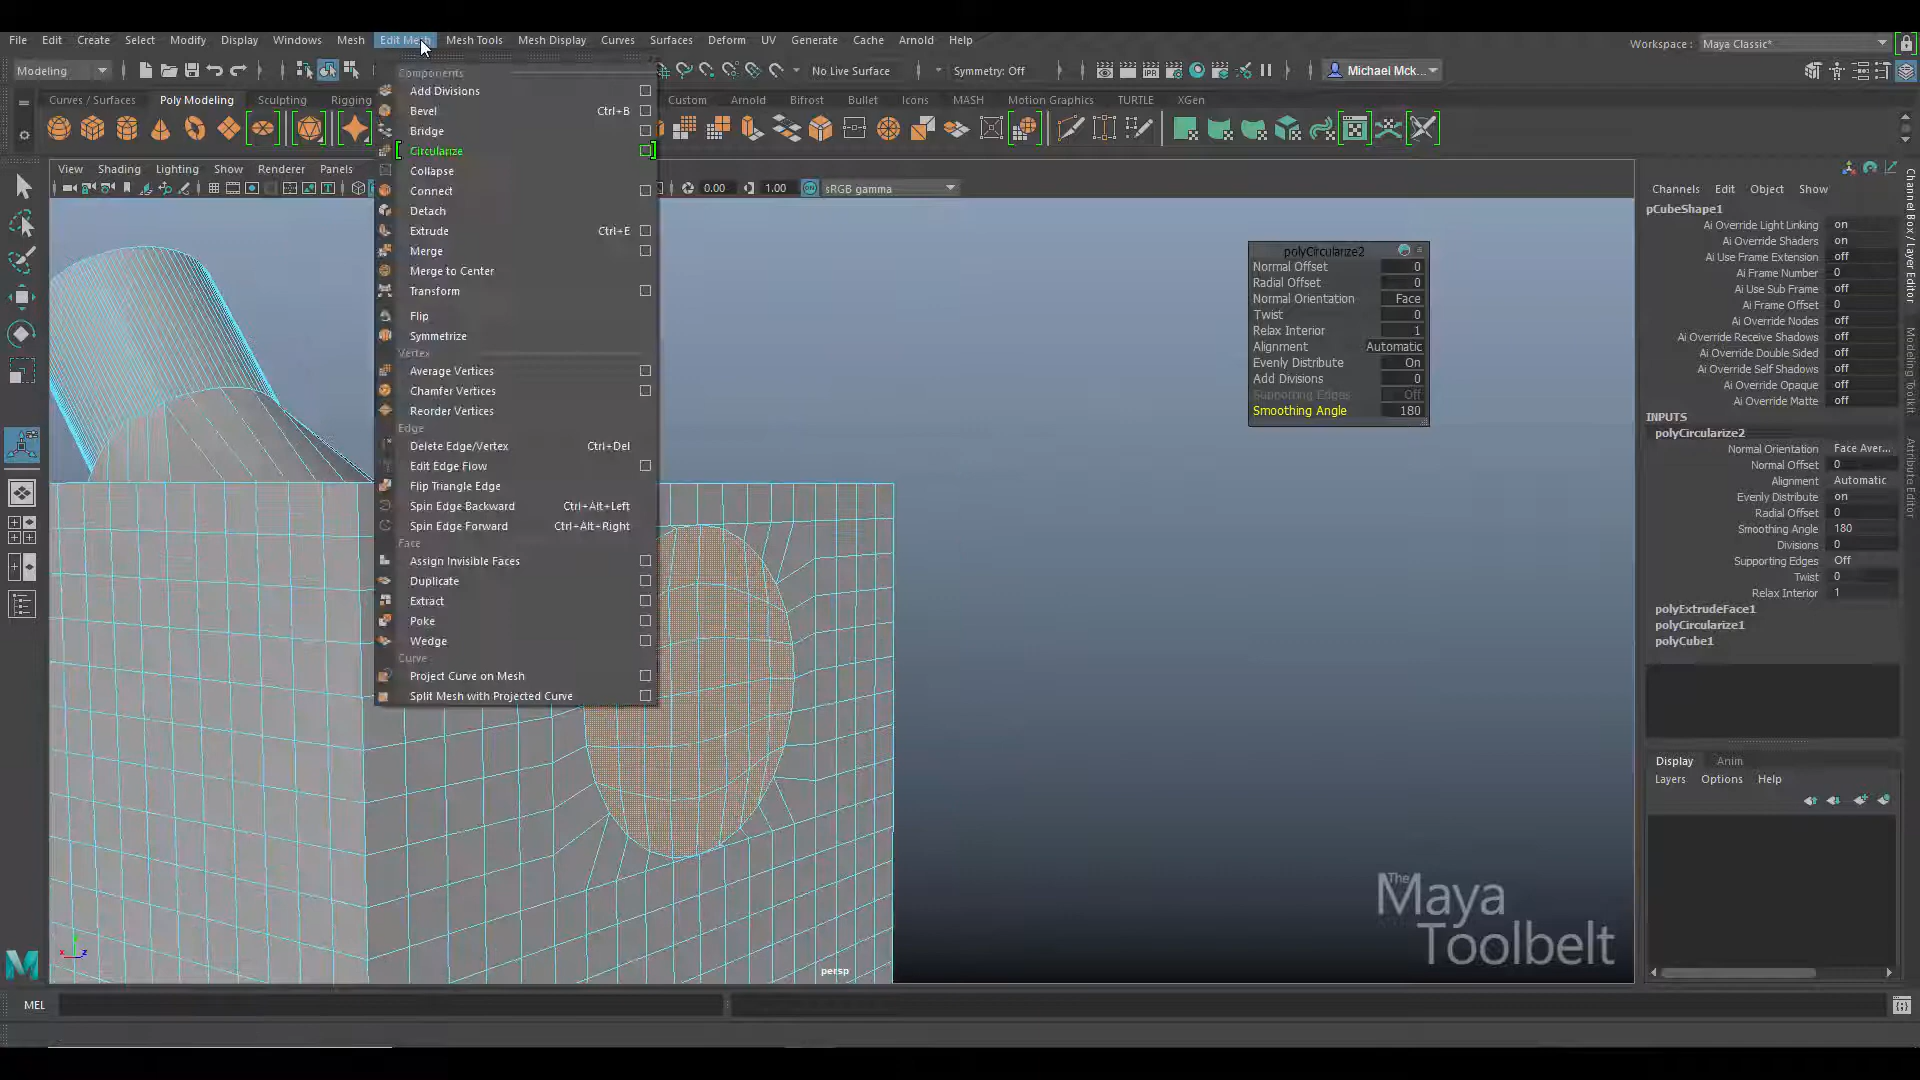 File Edit Create Select Modify Display Windows Mesh Edit Mesh Mesh Tools Mesh Display Curves Surfaces Deform UV Generate Cache Arnold Help Workspace : Maya Classic*
Modeling No Live Surface Symmetry: Off Michael Mck...
Curves / Surfaces Poly Modeling Sculpting Rigging Custom Arnold Bifrost Bullet Icons MASH Motion Graphics TURTLE XGen
View Shading Lighting Show Renderer Panels
0.00 1.00 sRGB gamma
Components
Add Divisions
Bevel Ctrl+B
Bridge
Circularize
Collapse
Connect
Detach
Extrude Ctrl+E
Merge
Merge to Center
Transform
Flip
Symmetrize
Vertex
Average Vertices
Chamfer Vertices
Reorder Vertices
Edge
Delete Edge/Vertex Ctrl+Del
Edit Edge Flow
Flip Triangle Edge
Spin Edge Backward Ctrl+Alt+Left
Spin Edge Forward Ctrl+Alt+Right
Face
Assign Invisible Faces
Duplicate
Extract
Poke
Wedge
Curve
Project Curve on Mesh
Split Mesh with Projected Curve
polyCircularize2
Normal Offset 0
Radial Offset 0
Normal Orientation Face
Twist 0
Relax Interior 1
Alignment Automatic
Evenly Distribute On
Add Divisions 0
Supporting Edges Off
Smoothing Angle 180
persp
The
Maya
Toolbelt
Channels Edit Object Show
pCubeShape1
Ai Override Light Linking on
Ai Override Shaders on
Ai Use Frame Extension off
Ai Frame Number 0
Ai Use Sub Frame off
Ai Frame Offset 0
Ai Override Nodes off
Ai Override Receive Shadows off
Ai Override Double Sided off
Ai Override Self Shadows off
Ai Override Opaque off
Ai Override Matte off
INPUTS
polyCircularize2
Normal Orientation Face Aver...
Normal Offset 0
Alignment Automatic
Evenly Distribute on
Radial Offset 0
Smoothing Angle 180
Divisions 0
Supporting Edges Off
Twist 0
Relax Interior 1
polyExtrudeFace1
polyCircularize1
polyCube1
Display Anim
Layers Options Help
Channel Box / Layer Editor
Modeling Toolkit
Attribute Editor
MEL